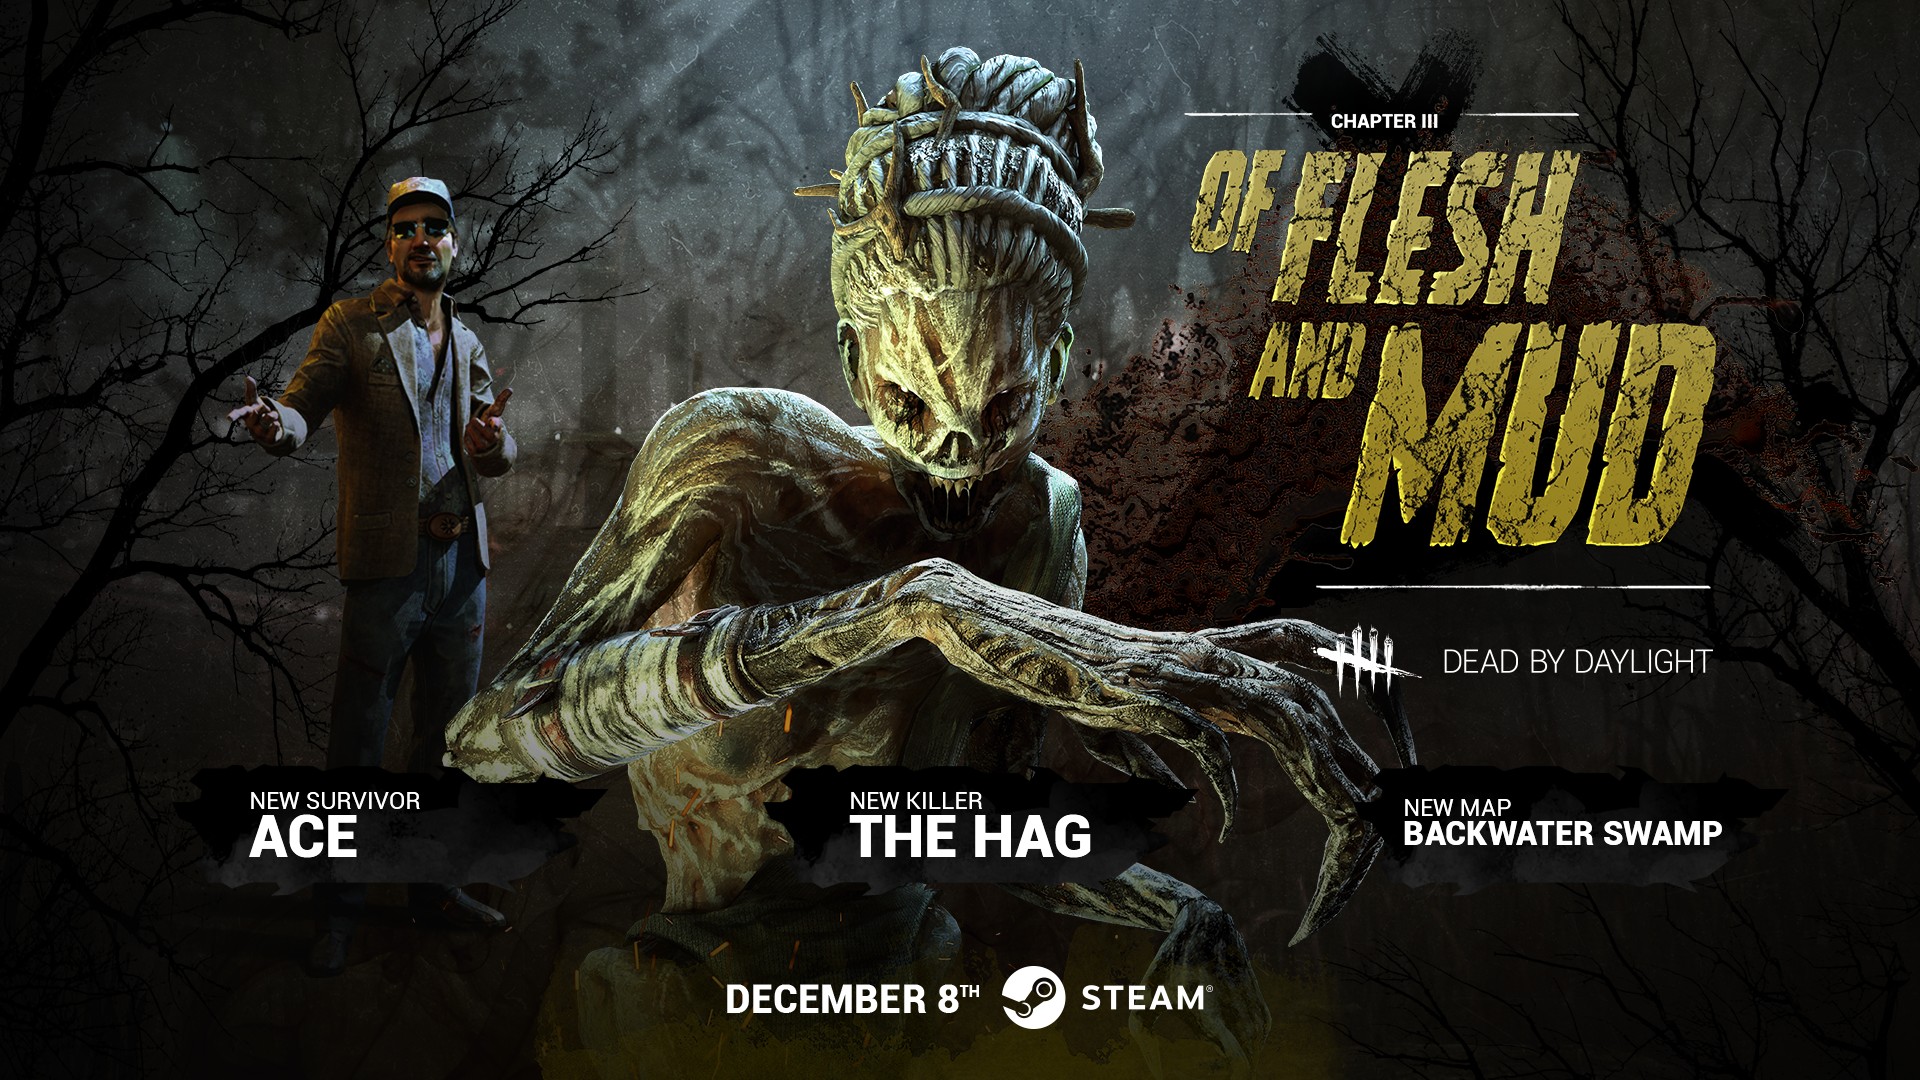 CHAPTER III
OF FLESH
AND MUD
DEAD BY DAYLIGHT
NEW SURVIVOR
ACE
NEW KILLER
THE HAG
NEW MAP
BACKWATER SWAMP
DECEMBER 8TH STEAM®